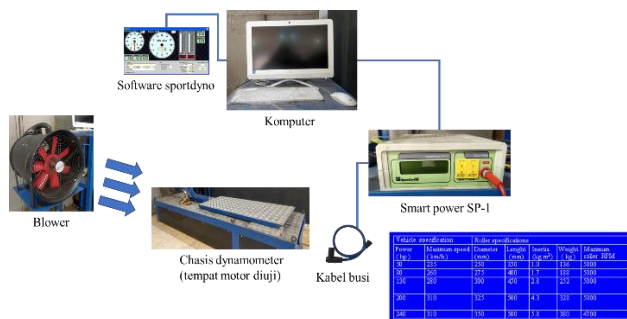 Software sportdyno
Komputer
Blower
Chasis dynamometer
(tempat motor diuji)
Kabel busi
Smart power SP-1
Vehicle specification Roller specifications
Power Maximum speed Diameter Lenght Inertia Weight Maximum
(hp) (km/h) (mm) (mm) (kg.m²) (kg) roller RPM
50 235 250 350 1.0 136 5000
80 260 275 400 1.7 188 5000
130 280 300 450 2.8 252 5000
200 310 325 500 4.3 328 5000
240 310 350 500 5.8 380 4700